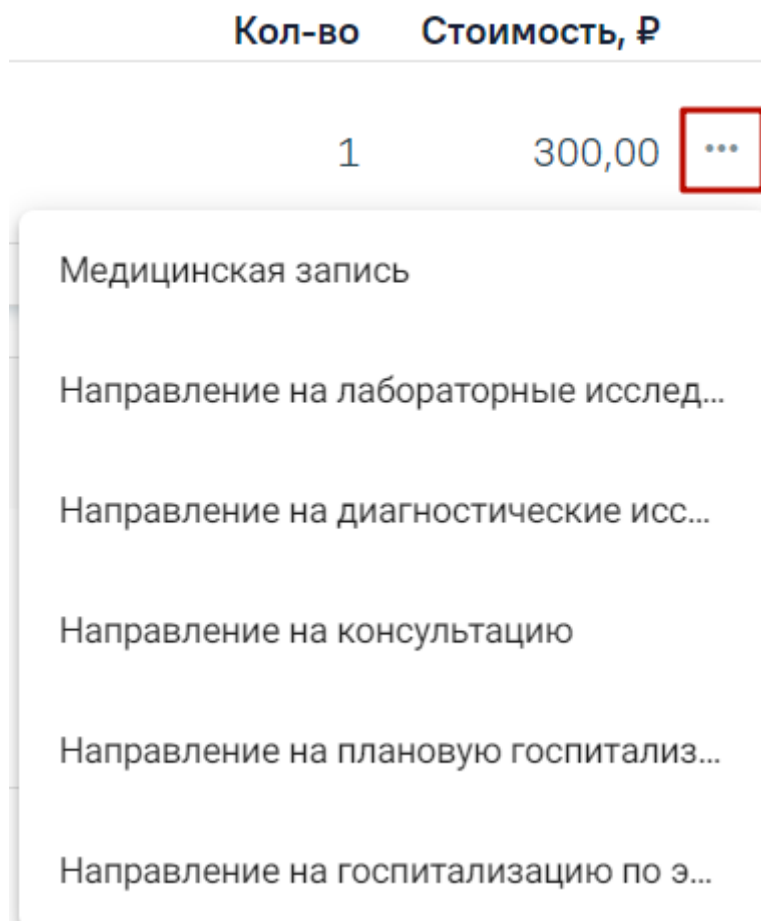 Кол-во Стоимость, ₽
1 300,00 ···
Медицинская запись
Направление на лабораторные исслед...
Направление на диагностические исс...
Направление на консультацию
Направление на плановую госпитализ...
Направление на госпитализацию по э...